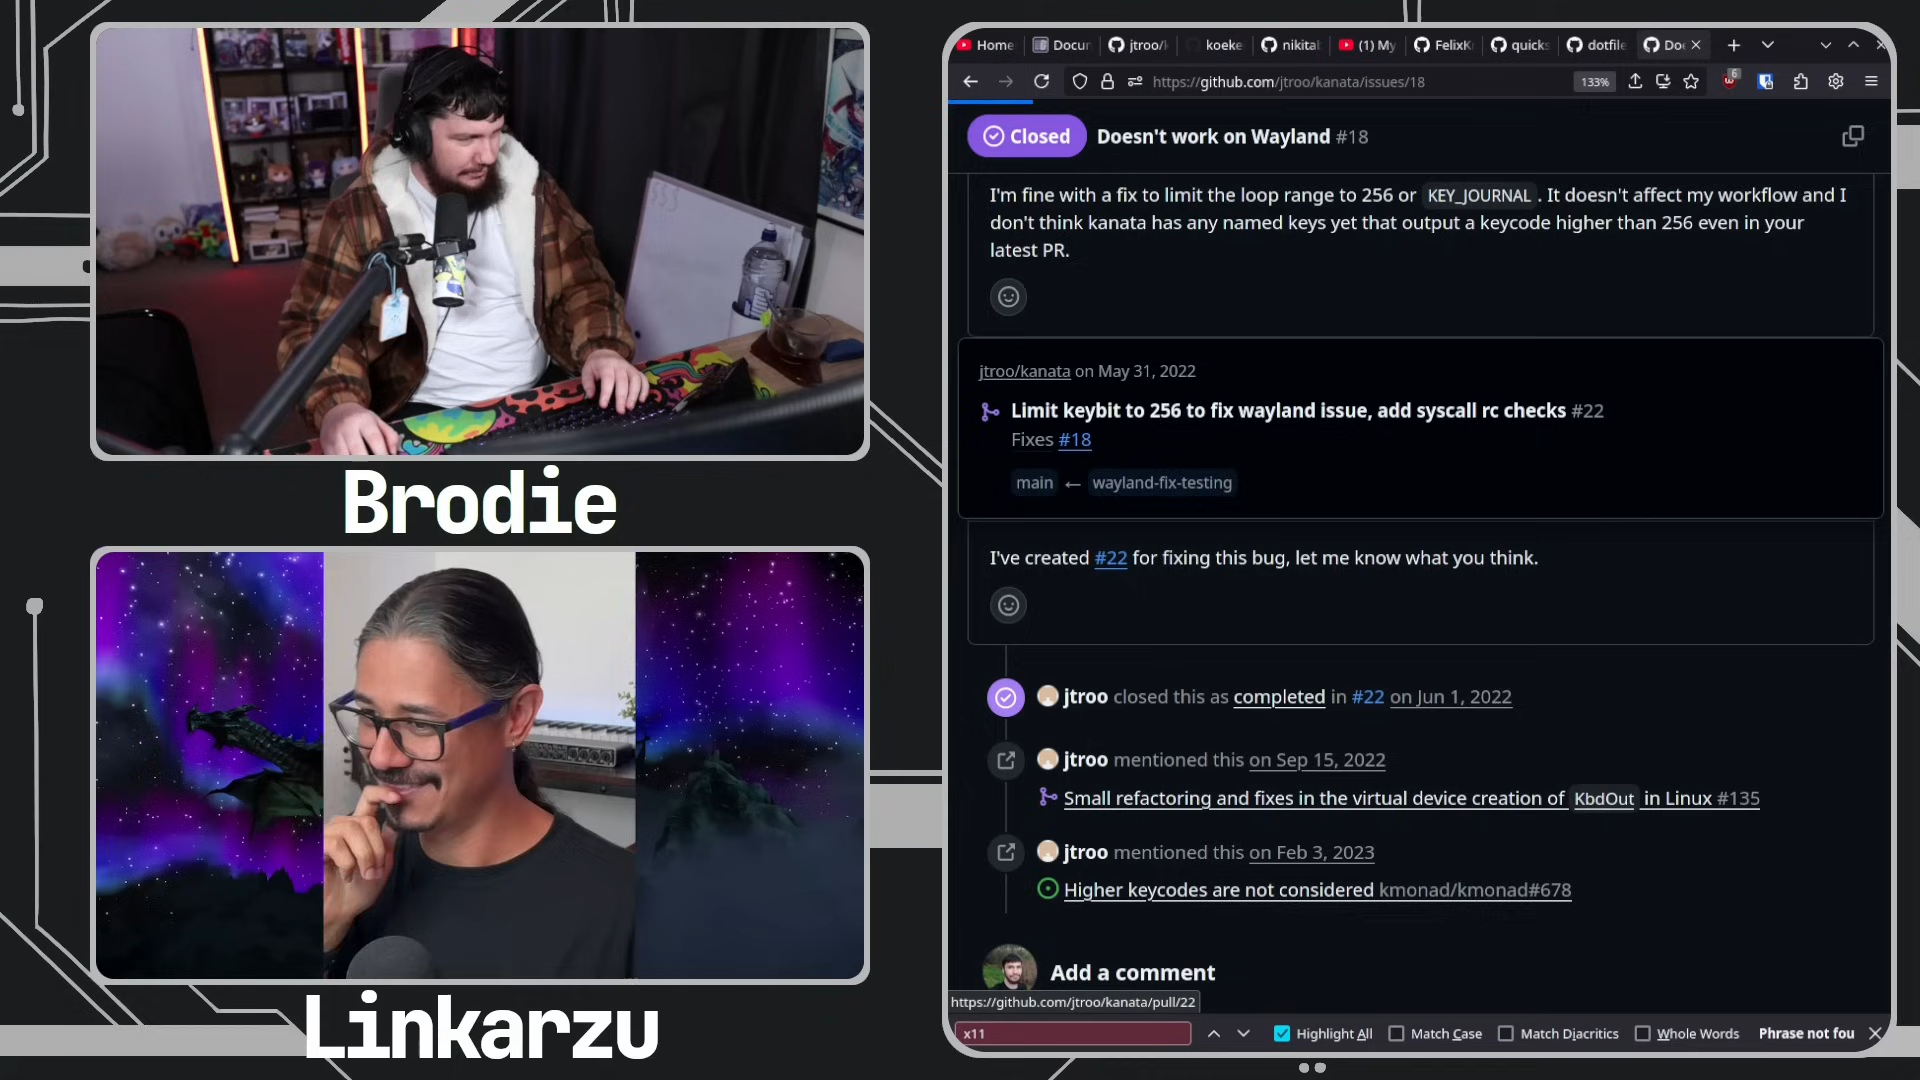 Home
Docur
jtroo/k
koeke
nikital
(1) My
FelixK
quicks
dotfile
Doe
https://github.com/jtroo/kanata/issues/18
133%
6
Closed
Doesn't work on Wayland #18
I'm fine with a fix to limit the loop range to 256 or KEY_JOURNAL . It doesn't affect my workflow and I
don't think kanata has any named keys yet that output a keycode higher than 256 even in your
latest PR.
jtroo/kanata on May 31, 2022
Limit keybit to 256 to fix wayland issue, add syscall rc checks #22
Fixes #18
main ← wayland-fix-testing
I've created #22 for fixing this bug, let me know what you think.
jtroo closed this as completed in #22 on Jun 1, 2022
jtroo mentioned this on Sep 15, 2022
Small refactoring and fixes in the virtual device creation of KbdOut in Linux #135
jtroo mentioned this on Feb 3, 2023
Higher keycodes are not considered kmonad/kmonad#678
Add a comment
https://github.com/jtroo/kanata/pull/22
x11
Highlight All
Match Case
Match Diacritics
Whole Words
Phrase not fou
Brodie
Linkarzu